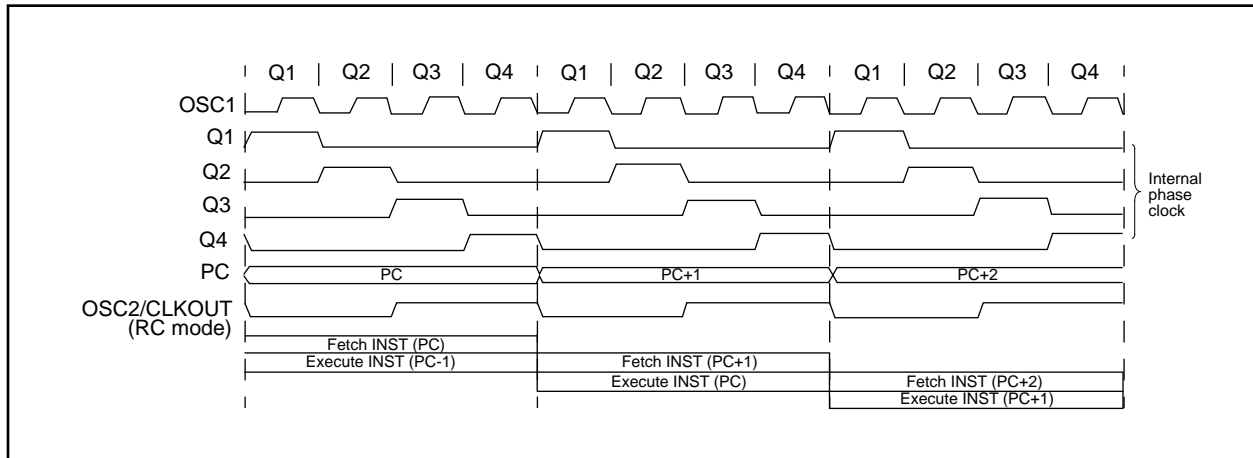 Q1 | Q2 | Q3 | Q4 | Q1 | Q2 | Q3 | Q4 | Q1 | Q2 | Q3 | Q4
OSC1
Q1
Q2
Q3
Q4
Internal
phase
clock
PC PC PC+1 PC+2
OSC2/CLKOUT
(RC mode)
Fetch INST (PC)
Execute INST (PC-1) Fetch INST (PC+1)
Execute INST (PC) Fetch INST (PC+2)
Execute INST (PC+1)